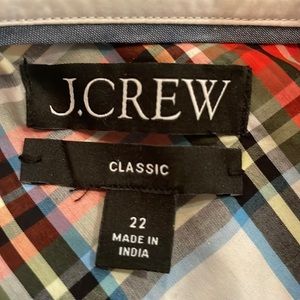 J.CREW
CLASSIC
22
MADE IN
INDIA